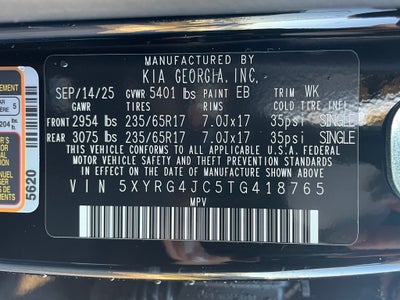 MANUFACTURED BY
KIA GEORGIA, INC.
SEP/14/25 GVWR 5401 lbs PAINT EB TRIM WK
GAWR TIRES RIMS COLD TIRE INF.
FRONT 2954 lbs 235/65R17 7.0Jx17 35psi SINGLE
REAR 3075 lbs 235/65R17 7.0Jx17 35psi SINGLE
THIS VEHICLE CONFORMS TO ALL APPLICABLE U.S.A. FEDERAL
MOTOR VEHICLE SAFETY, BUMPER, AND THEFT PREVENTION STANDARDS
IN EFFECT ON THE DATE OF MANUFACTURE SHOWN ABOVE.
VIN 5XYRG4JC5TG418765
MPV
5620